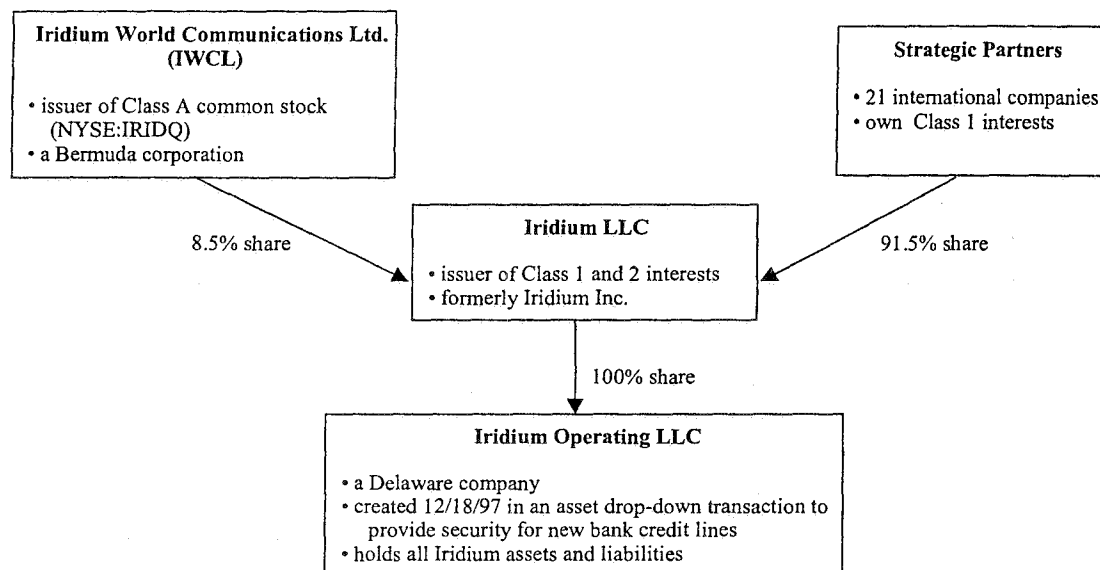 Iridium World Communications Ltd.
(IWCL)
• issuer of Class A common stock
(NYSE:IRIDQ)
• a Bermuda corporation
Strategic Partners
• 21 international companies
• own Class 1 interests
8.5% share
91.5% share
Iridium LLC
• issuer of Class 1 and 2 interests
• formerly Iridium Inc.
100% share
Iridium Operating LLC
• a Delaware company
• created 12/18/97 in an asset drop-down transaction to
provide security for new bank credit lines
• holds all Iridium assets and liabilities